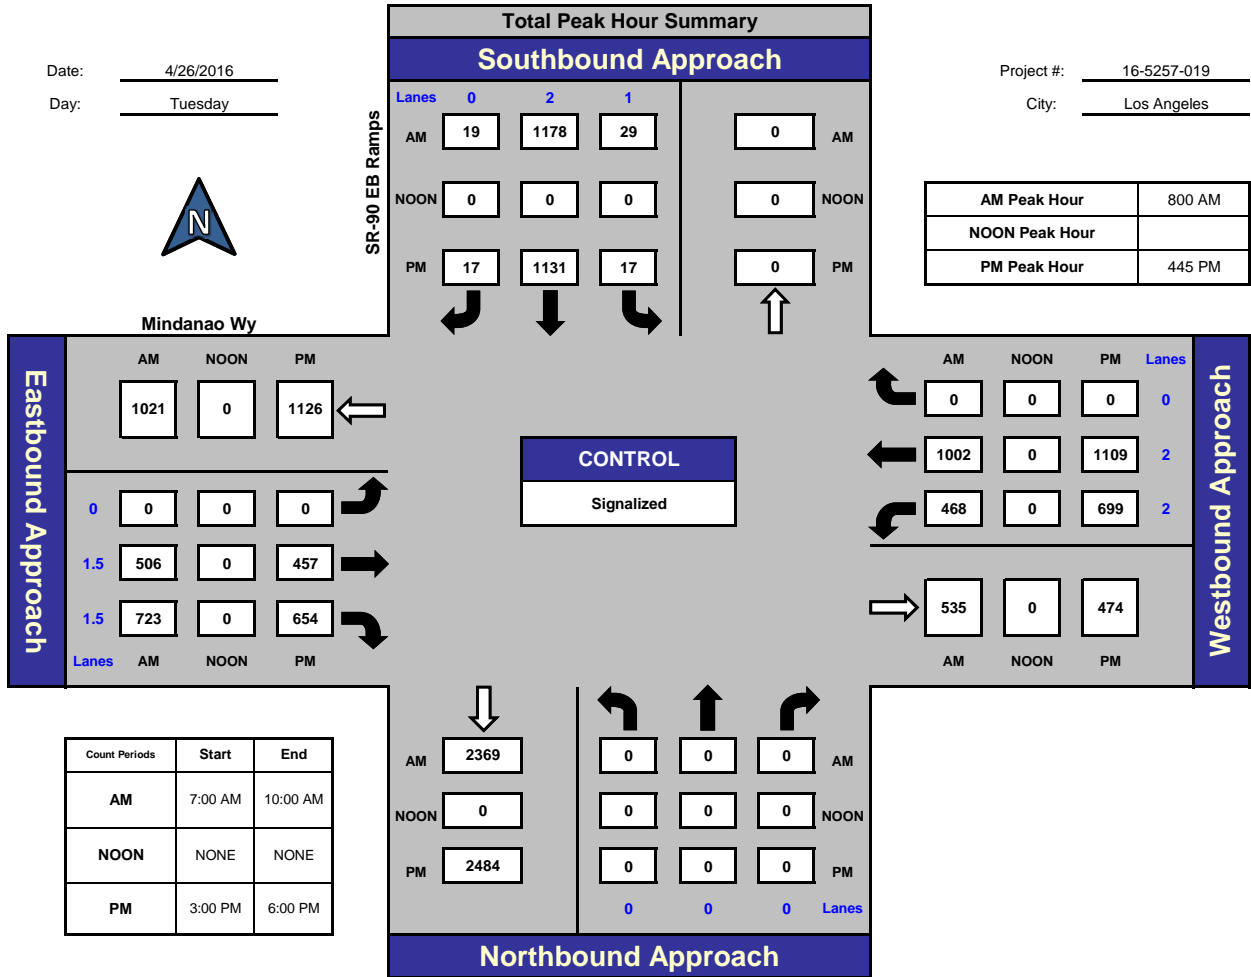 Total Peak Hour Summary
Southbound Approach
Date: 4/26/2016
Day: Tuesday
Project #: 16-5257-019
City: Los Angeles
N
SR-90 EB Ramps
Lanes 0 2 1
AM 19 1178 29 0 AM
NOON 0 0 0 0 NOON
PM 17 1131 17 0 PM
AM Peak Hour 800 AM
NOON Peak Hour
PM Peak Hour 445 PM
Mindanao Wy
Eastbound Approach
AM NOON PM
1021 0 1126
0 0 0 0
1.5 506 0 457
1.5 723 0 654
Lanes AM NOON PM
CONTROL
Signalized
AM NOON PM Lanes
0 0 0 0
1002 0 1109 2
468 0 699 2
535 0 474
AM NOON PM
Westbound Approach
Count Periods Start End
AM 7:00 AM 10:00 AM
NOON NONE NONE
PM 3:00 PM 6:00 PM
AM 2369 0 0 0 AM
NOON 0 0 0 0 NOON
PM 2484 0 0 0 PM
0 0 0 Lanes
Northbound Approach